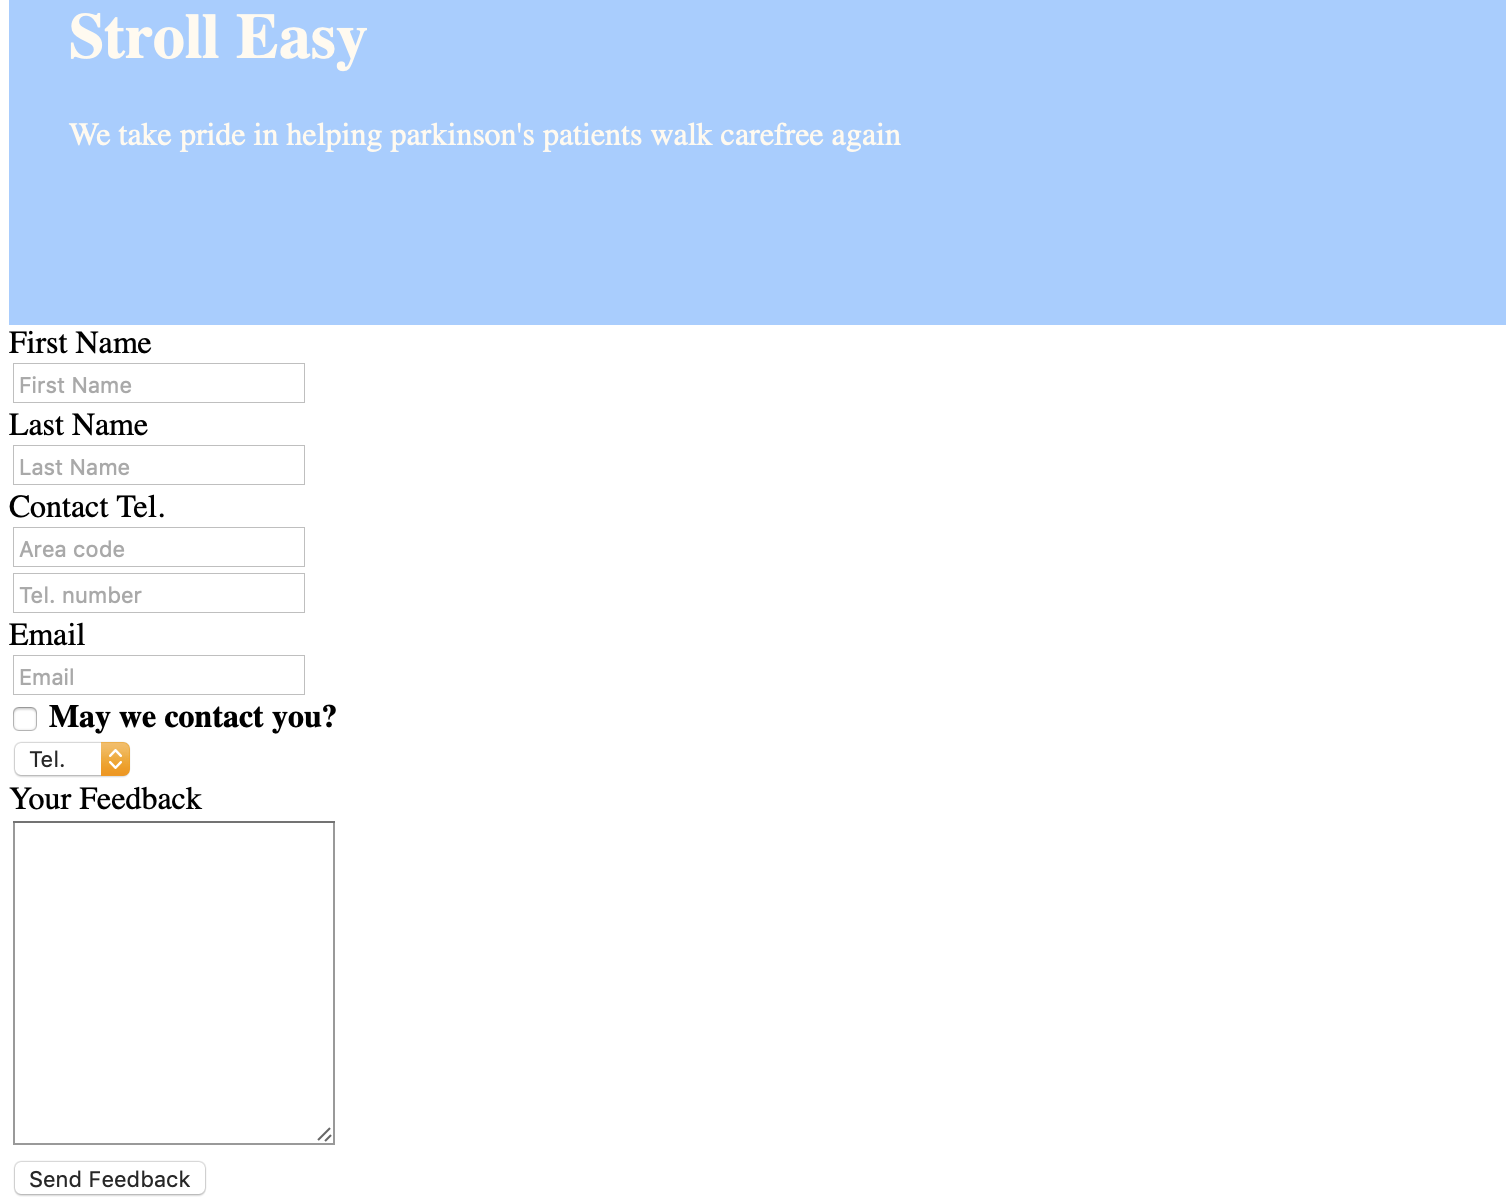 Stroll Easy
We take pride in helping parkinson's patients walk carefree again
First Name
First Name
Last Name
Last Name
Contact Tel.
Area code
Tel. number
Email
Email
May we contact you?
Tel.
Your Feedback
Send Feedback